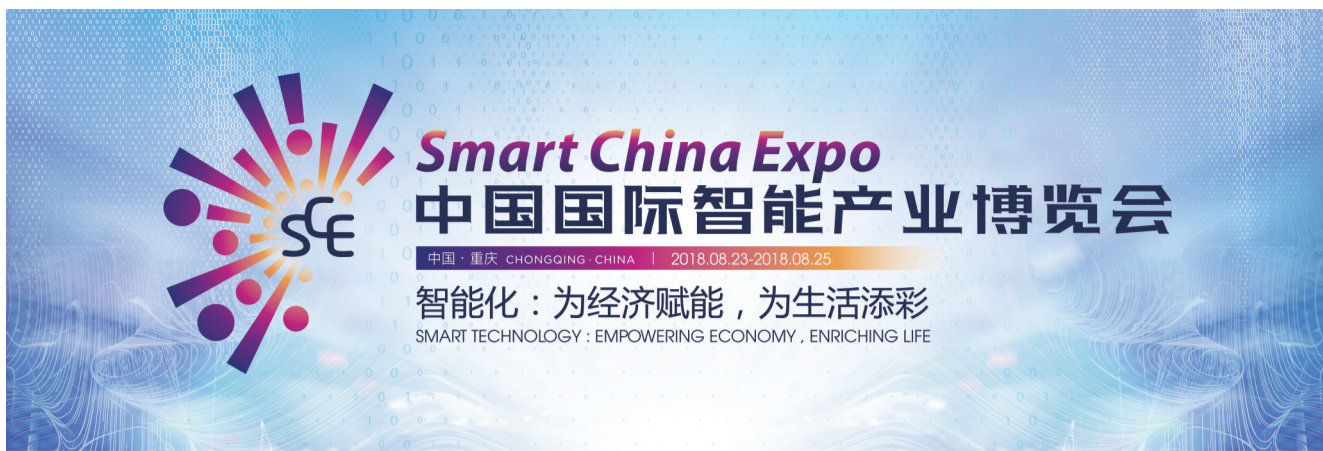 SCE
Smart China Expo
中国国际智能产业博览会
中国·重庆 CHONGQING·CHINA | 2018.08.23-2018.08.25
智能化：为经济赋能，为生活添彩
SMART TECHNOLOGY : EMPOWERING ECONOMY , ENRICHING LIFE